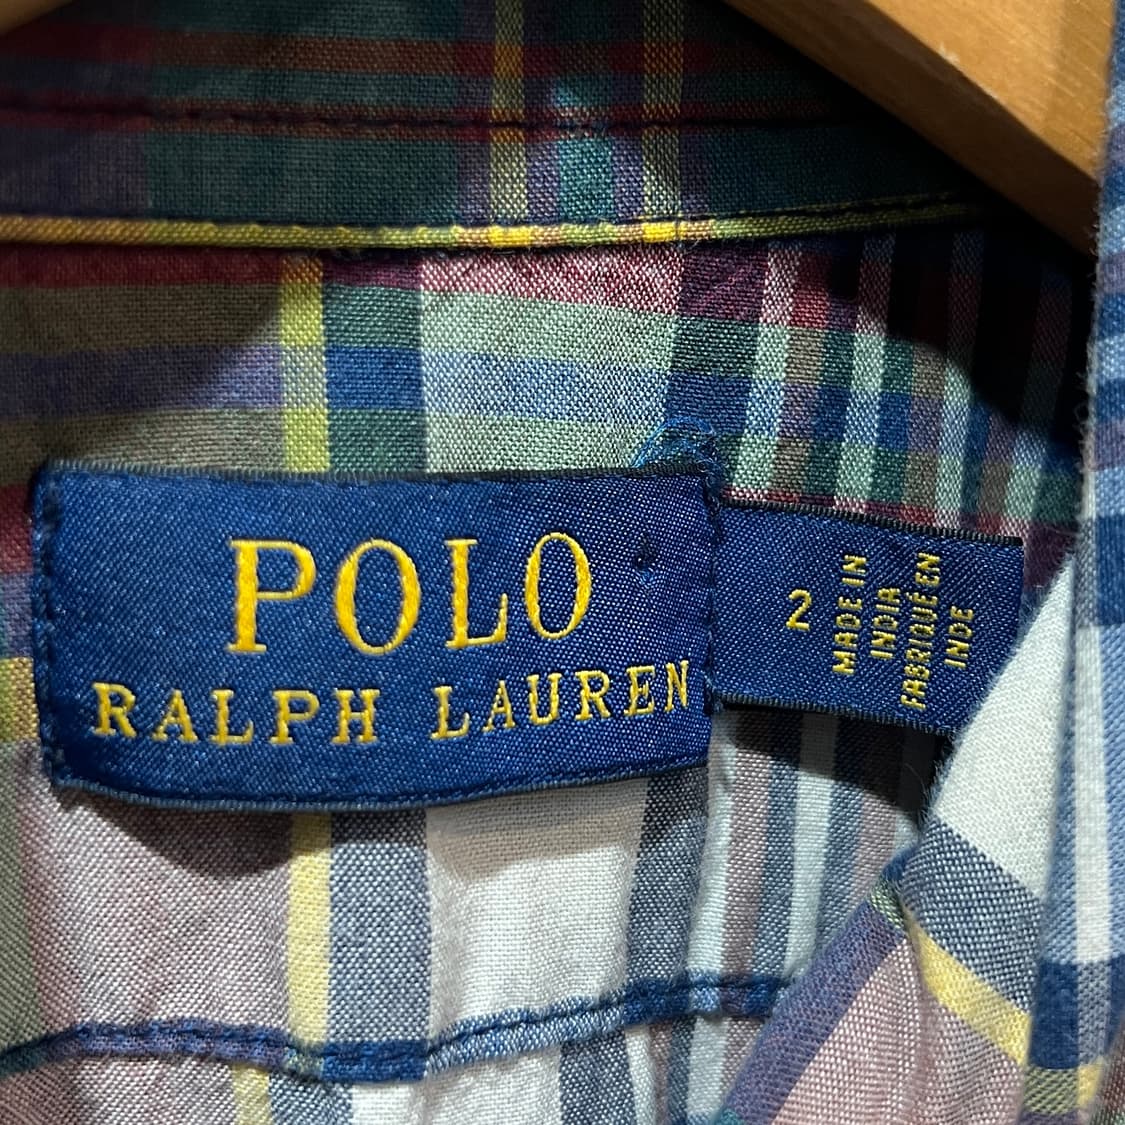 POLO
RALPH LAUREN
2
MADE IN
INDIA
FABRIQUÉ EN
INDE